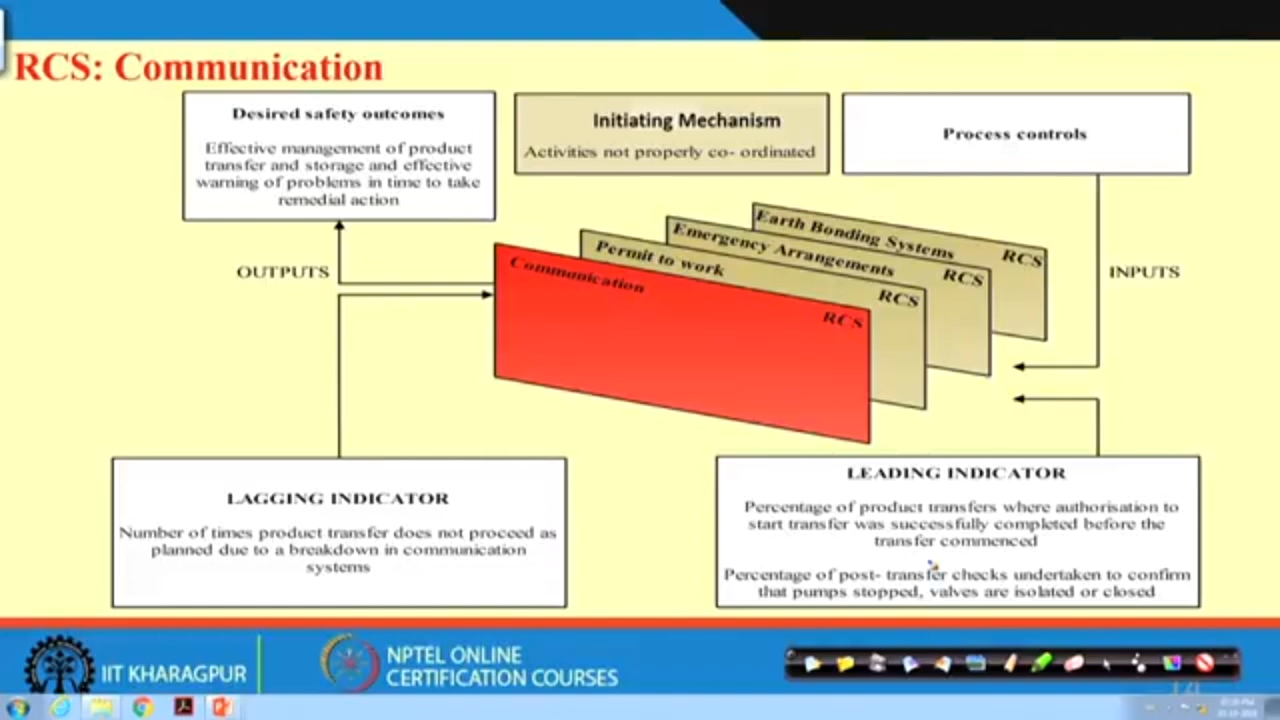 RCS: Communication
Desired safety outcomes
Effective management of product
transfer and storage and effective
warning of problems in time to take
remedial action
Initiating Mechanism
Activities not properly co- ordinated
Process controls
OUTPUTS
INPUTS
Communication
RCS
Permit to work
RCS
Emergency Arrangements
RCS
Earth Bonding Systems
RCS
LAGGING INDICATOR
Number of times product transfer does not proceed as
planned due to a breakdown in communication
systems
LEADING INDICATOR
Percentage of product transfers where authorisation to
start transfer was successfully completed before the
transfer commenced
Percentage of post- transfer checks undertaken to confirm
that pumps stopped, valves are isolated or closed
IIT KHARAGPUR
NPTEL ONLINE
CERTIFICATION COURSES